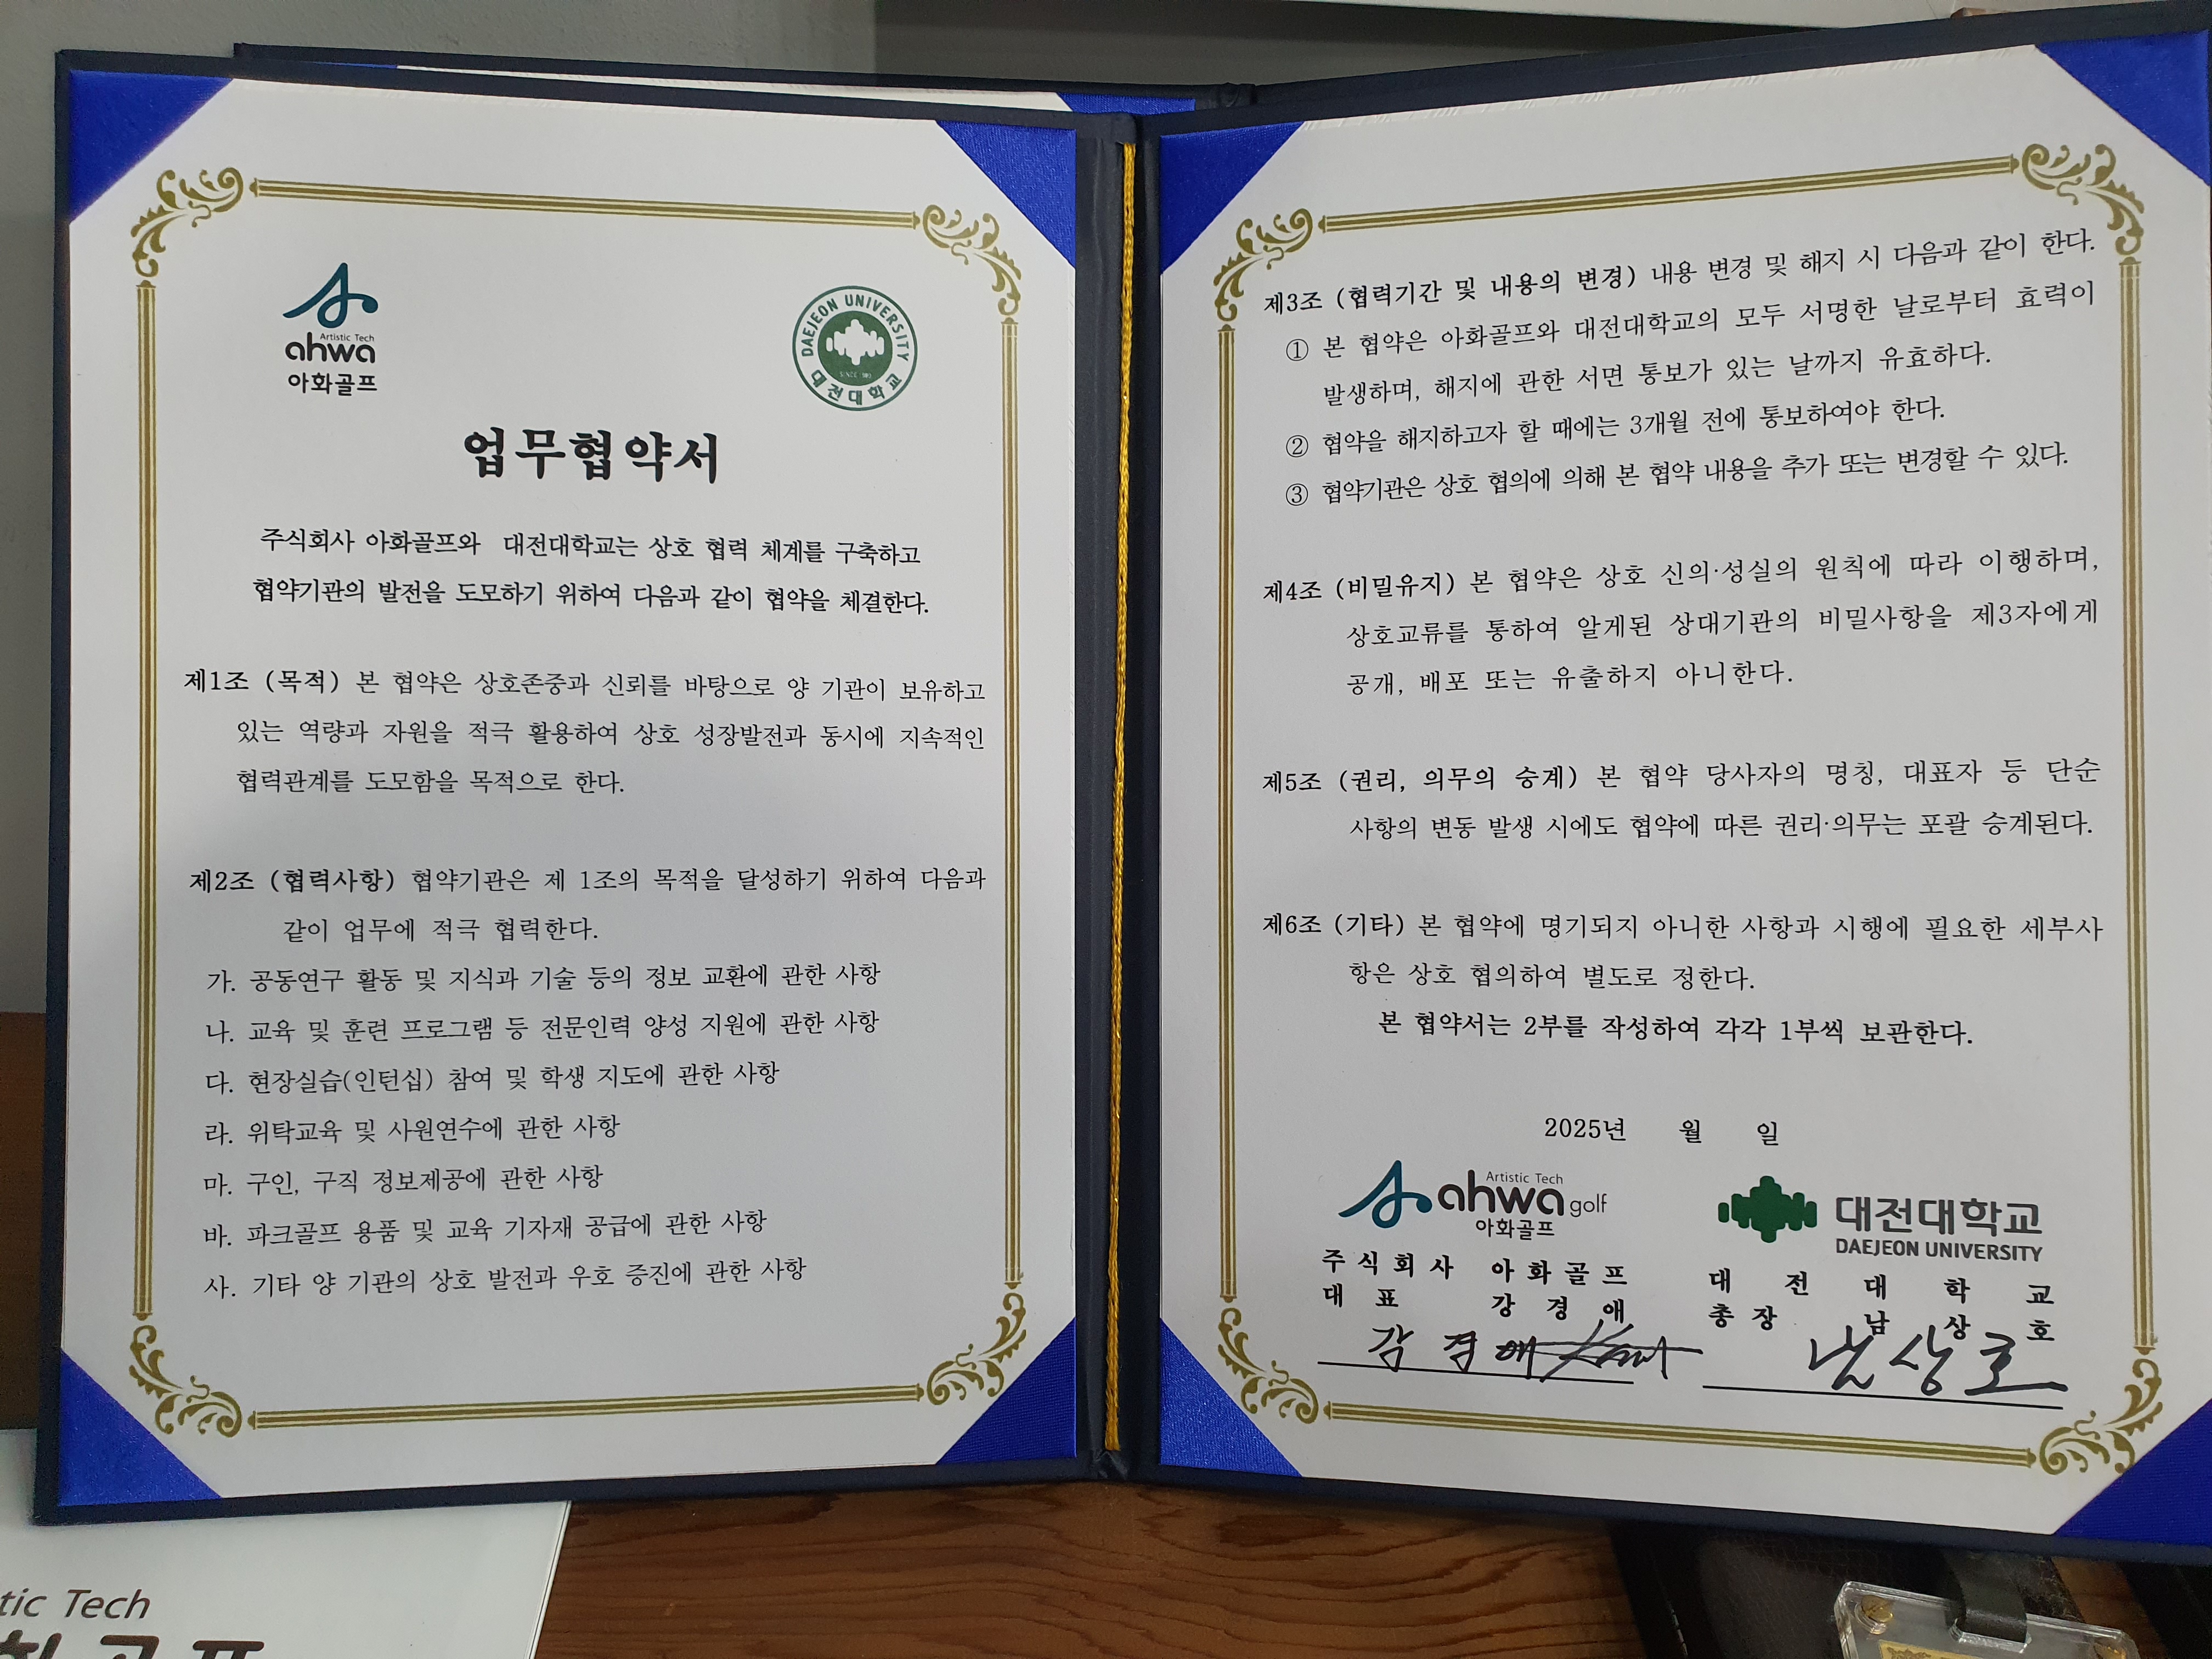 Artistic Tech
ahwa
아화골프
DAEJEON UNIVERSITY
대전대학교
업무협약서
주식회사 아화골프와 대전대학교는 상호 협력 체계를 구축하고
협약기관의 발전을 도모하기 위하여 다음과 같이 협약을 체결한다.
제1조 (목적) 본 협약은 상호존중과 신뢰를 바탕으로 양 기관이 보유하고
있는 역량과 자원을 적극 활용하여 상호 성장발전과 동시에 지속적인
협력관계를 도모함을 목적으로 한다.
제2조 (협력사항) 협약기관은 제 1조의 목적을 달성하기 위하여 다음과
같이 업무에 적극 협력한다.
가. 공동연구 활동 및 지식과 기술 등의 정보 교환에 관한 사항
나. 교육 및 훈련 프로그램 등 전문인력 양성 지원에 관한 사항
다. 현장실습(인턴십) 참여 및 학생 지도에 관한 사항
라. 위탁교육 및 사원연수에 관한 사항
마. 구인, 구직 정보제공에 관한 사항
바. 파크골프 용품 및 교육 기자재 공급에 관한 사항
사. 기타 양 기관의 상호 발전과 우호 증진에 관한 사항
제3조 (협력기간 및 내용의 변경) 내용 변경 및 해지 시 다음과 같이 한다.
① 본 협약은 아화골프와 대전대학교의 모두 서명한 날로부터 효력이
발생하며, 해지에 관한 서면 통보가 있는 날까지 유효하다.
② 협약을 해지하고자 할 때에는 3개월 전에 통보하여야 한다.
③ 협약기관은 상호 협의에 의해 본 협약 내용을 추가 또는 변경할 수 있다.
제4조 (비밀유지) 본 협약은 상호 신의·성실의 원칙에 따라 이행하며,
상호교류를 통하여 알게된 상대기관의 비밀사항을 제3자에게
공개, 배포 또는 유출하지 아니한다.
제5조 (권리, 의무의 승계) 본 협약 당사자의 명칭, 대표자 등 단순
사항의 변동 발생 시에도 협약에 따른 권리·의무는 포괄 승계된다.
제6조 (기타) 본 협약에 명기되지 아니한 사항과 시행에 필요한 세부사
항은 상호 협의하여 별도로 정한다.
본 협약서는 2부를 작성하여 각각 1부씩 보관한다.
2025년 월 일
Artistic Tech
ahwa golf
아화골프
주식회사 아화골프
대표 강경애
강경애
대전대학교
DAEJEON UNIVERSITY
대전대학교
총장 남상호
남상호
tic Tech